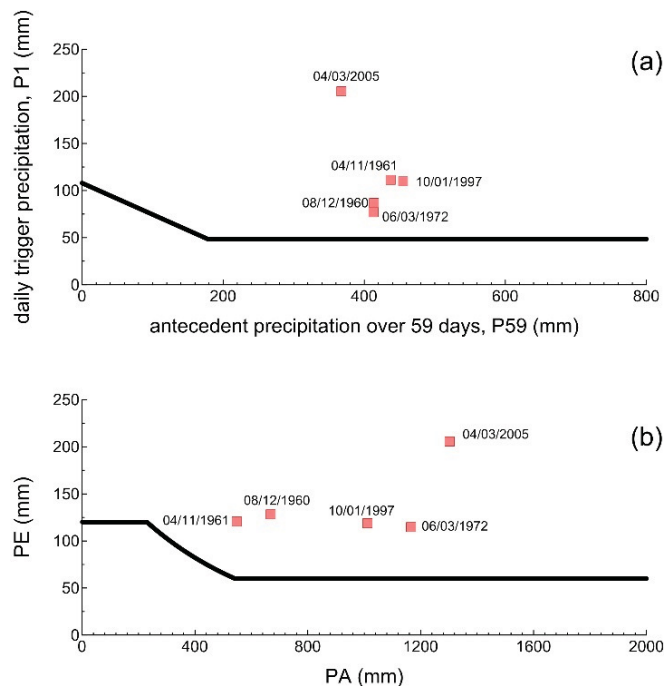 (a)
daily trigger precipitation, P1 (mm)
250
200
150
100
50
0
04/03/2005
04/11/1961
10/01/1997
08/12/1960
06/03/1972
0 200 400 600 800
antecedent precipitation over 59 days, P59 (mm)
(b)
PE (mm)
250
200
150
100
50
0
04/03/2005
08/12/1960
04/11/1961
10/01/1997
06/03/1972
0 400 800 1200 1600 2000
PA (mm)